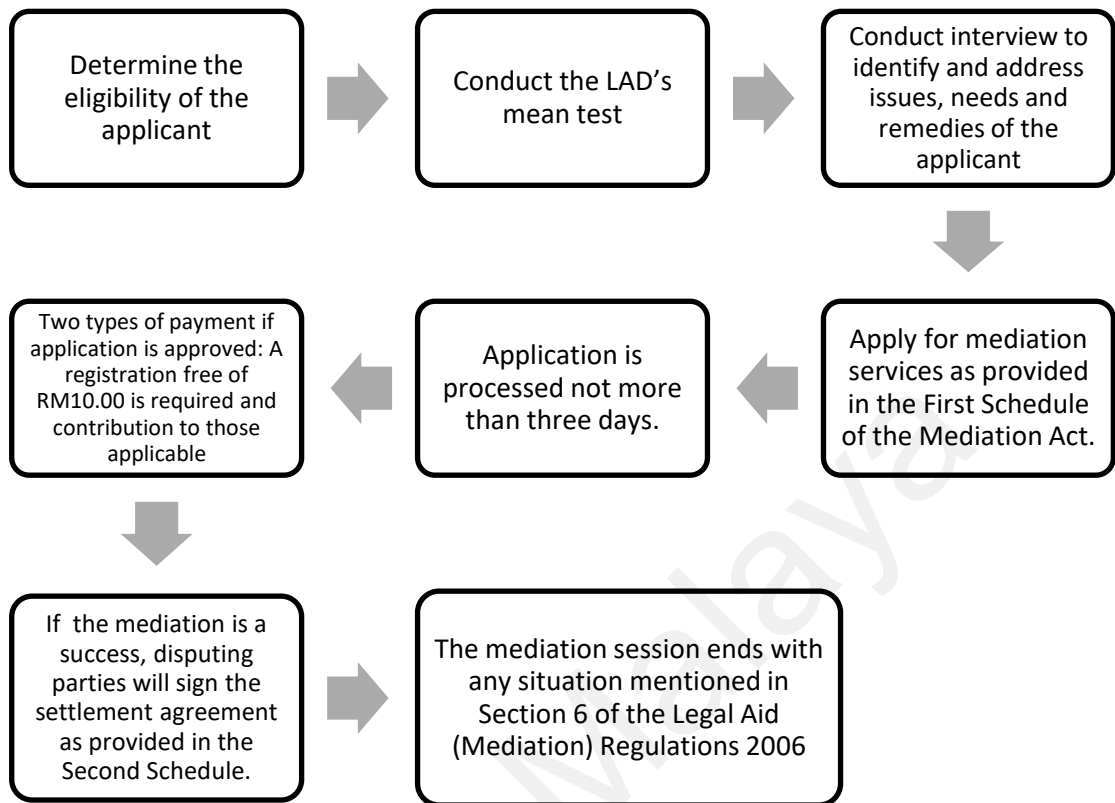 Determine the
eligibility of the
applicant
Conduct the LAD’s
mean test
Conduct interview to
identify and address
issues, needs and
remedies of the
applicant
Apply for mediation
services as provided
in the First Schedule
of the Mediation Act.
Application is
processed not more
than three days.
Two types of payment if
application is approved: A
registration free of
RM10.00 is required and
contribution to those
applicable
If the mediation is a
success, disputing
parties will sign the
settlement agreement
as provided in the
Second Schedule.
The mediation session ends with
any situation mentioned in
Section 6 of the Legal Aid
(Mediation) Regulations 2006
Malaya